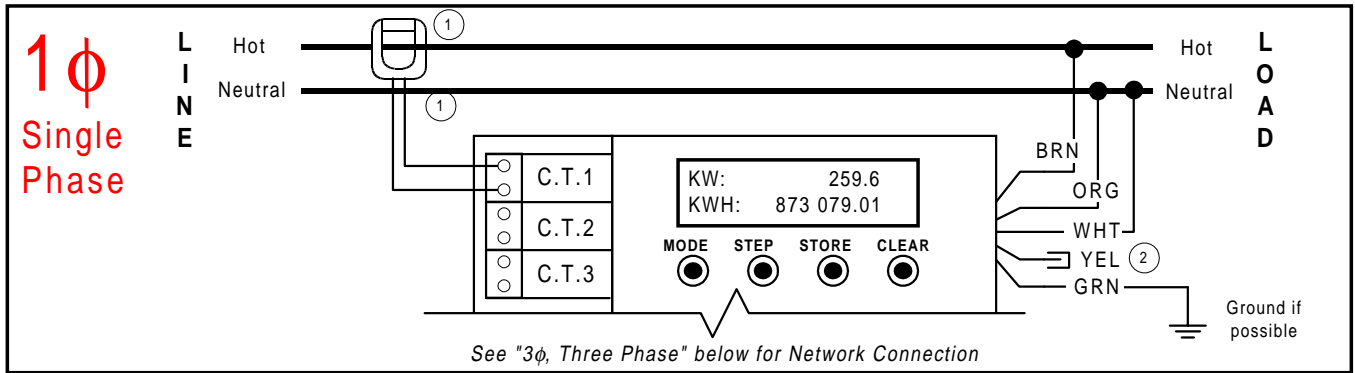 1ϕ
Single
Phase
LINE
Hot
Neutral
1
1
Hot
Neutral
LOAD
C.T.1
C.T.2
C.T.3
KW: 259.6
KWH: 873 079.01
MODE STEP STORE CLEAR
BRN
ORG
WHT
YEL 2
GRN
Ground if
possible
See "3ϕ, Three Phase" below for Network Connection